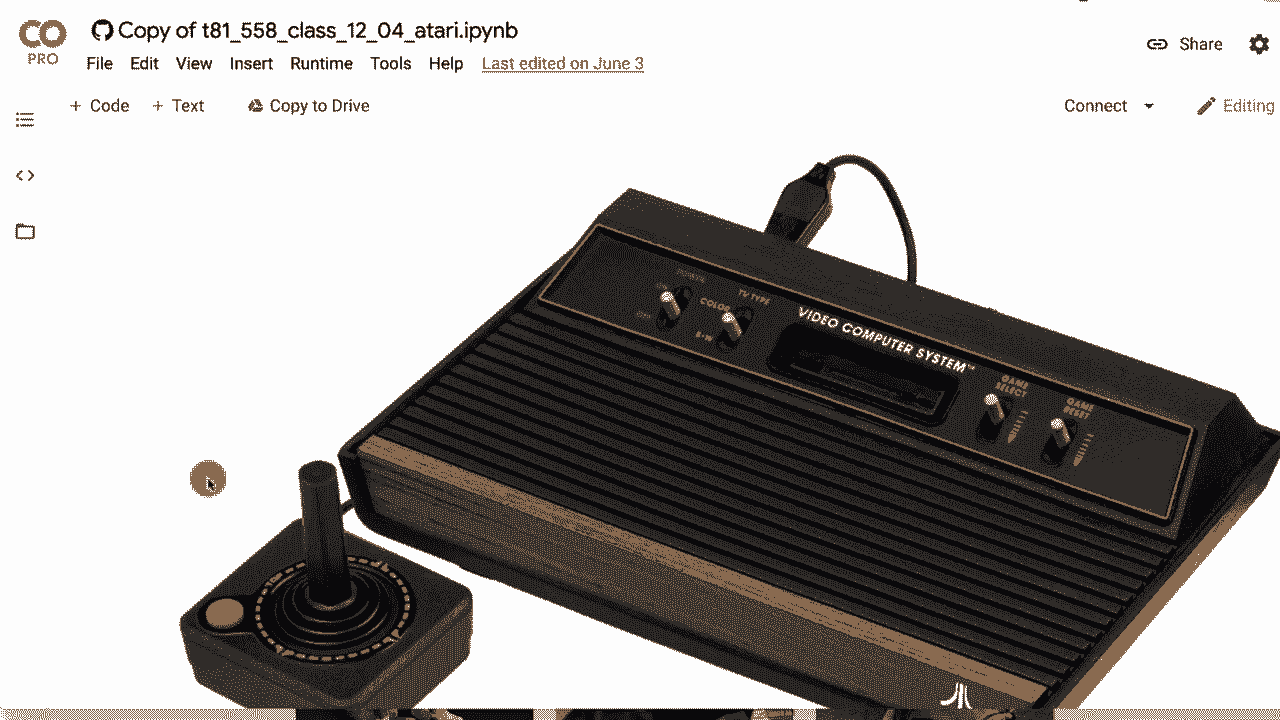 CO
PRO
Copy of t81_558_class_12_04_atari.ipynb
File Edit View Insert Runtime Tools Help Last edited on June 3
Share
+ Code + Text Copy to Drive
Connect
Editing
POWER
TV TYPE
COLOR
B•W
VIDEO COMPUTER SYSTEM™
GAME
SELECT
GAME
RESET